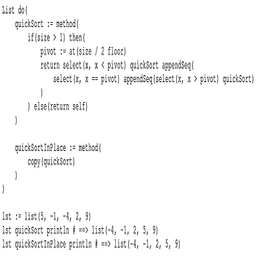 List do(
quickSort := method(
if(size > 1) then(
pivot := at(size / 2 floor)
return select(x, x < pivot) quickSort appendSeq(
select(x, x == pivot) appendSeq(select(x, x > pivot) quickSort)
)
) else(return self)
)
quickSortInPlace := method(
copy(quickSort)
)
)
lst := list(5, -1, -4, 2, 9)
lst quickSort println # ==> list(-4, -1, 2, 5, 9)
lst quickSortInPlace println # ==> list(-4, -1, 2, 5, 9)